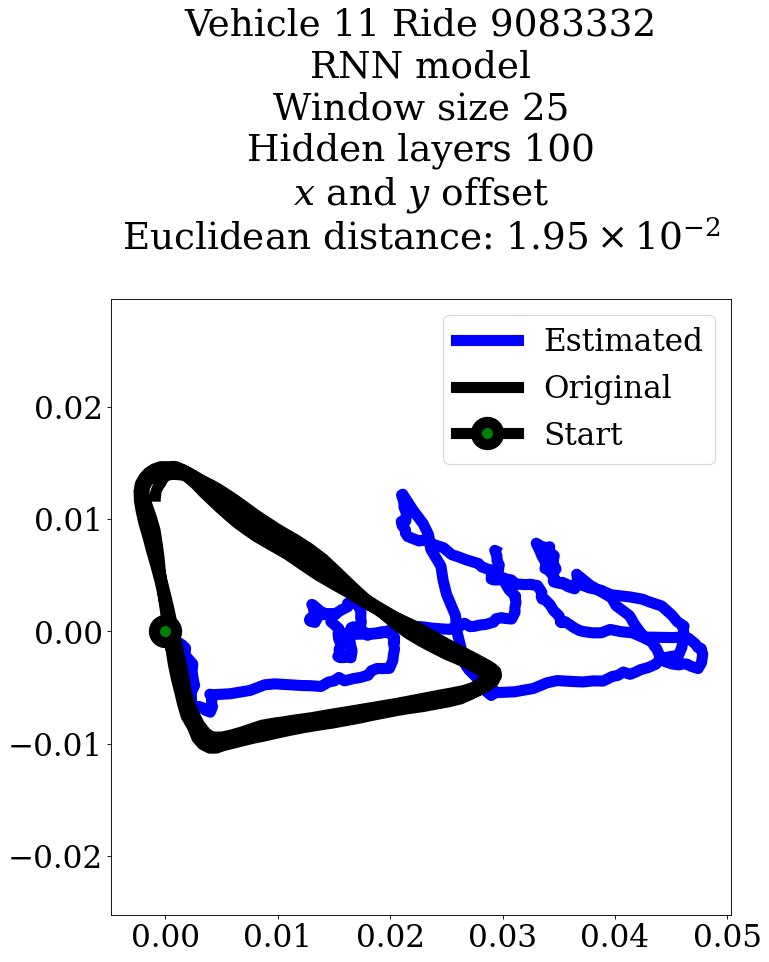 Vehicle 11 Ride 9083332
RNN model
Window size 25
Hidden layers 100
x and y offset
Euclidean distance: 1.95 × 10⁻²
Estimated
Original
Start
0.02
0.01
0.00
−0.01
−0.02
0.00 0.01 0.02 0.03 0.04 0.05